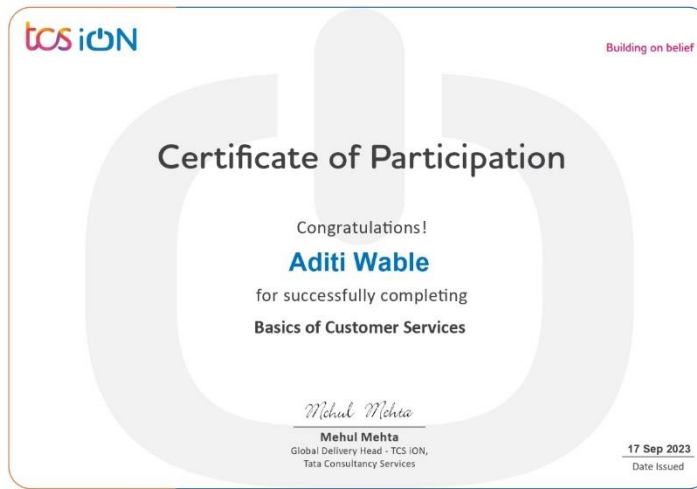 tcs iON
Building on belief
Certificate of Participation
Congratulations!
Aditi Wable
for successfully completing
Basics of Customer Services
Mehul Mehta
Mehul Mehta
Global Delivery Head - TCS iON,
Tata Consultancy Services
17 Sep 2023
Date Issued